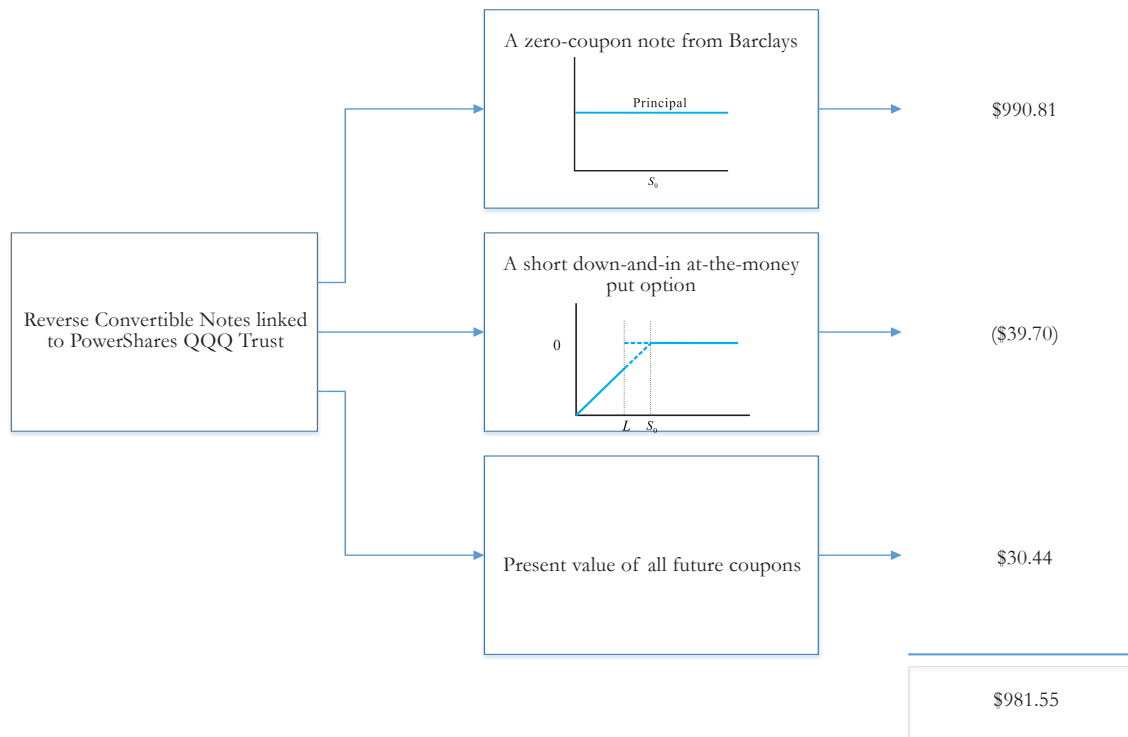 A zero-coupon note from Barclays
Principal
S₀
$990.81
Reverse Convertible Notes linked
to PowerShares QQQ Trust
A short down-and-in at-the-money
put option
0
L S₀
($39.70)
Present value of all future coupons
$30.44
$981.55